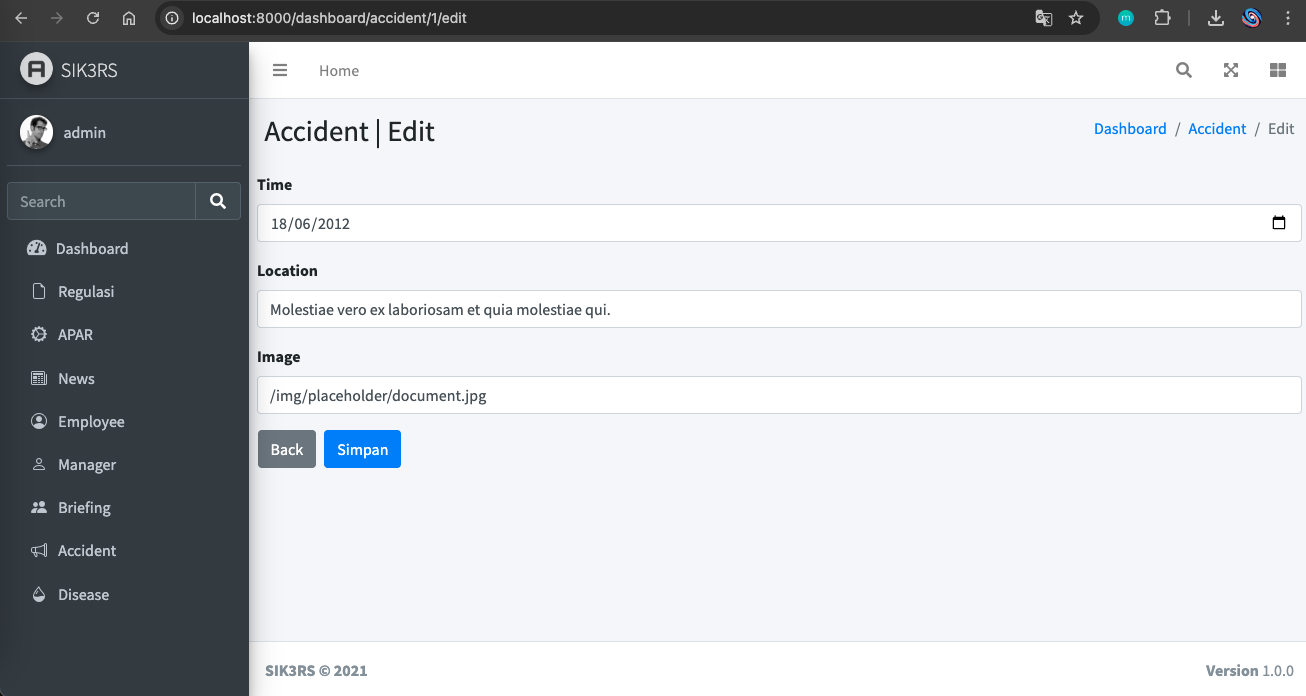 localhost:8000/dashboard/accident/1/edit
m
SIK3RS
Home
admin
Accident | Edit
Dashboard / Accident / Edit
Search
Dashboard
Regulasi
APAR
News
Employee
Manager
Briefing
Accident
Disease
Time
18/06/2012
Location
Molestiae vero ex laboriosam et quia molestiae qui.
Image
/img/placeholder/document.jpg
Back Simpan
SIK3RS © 2021
Version 1.0.0